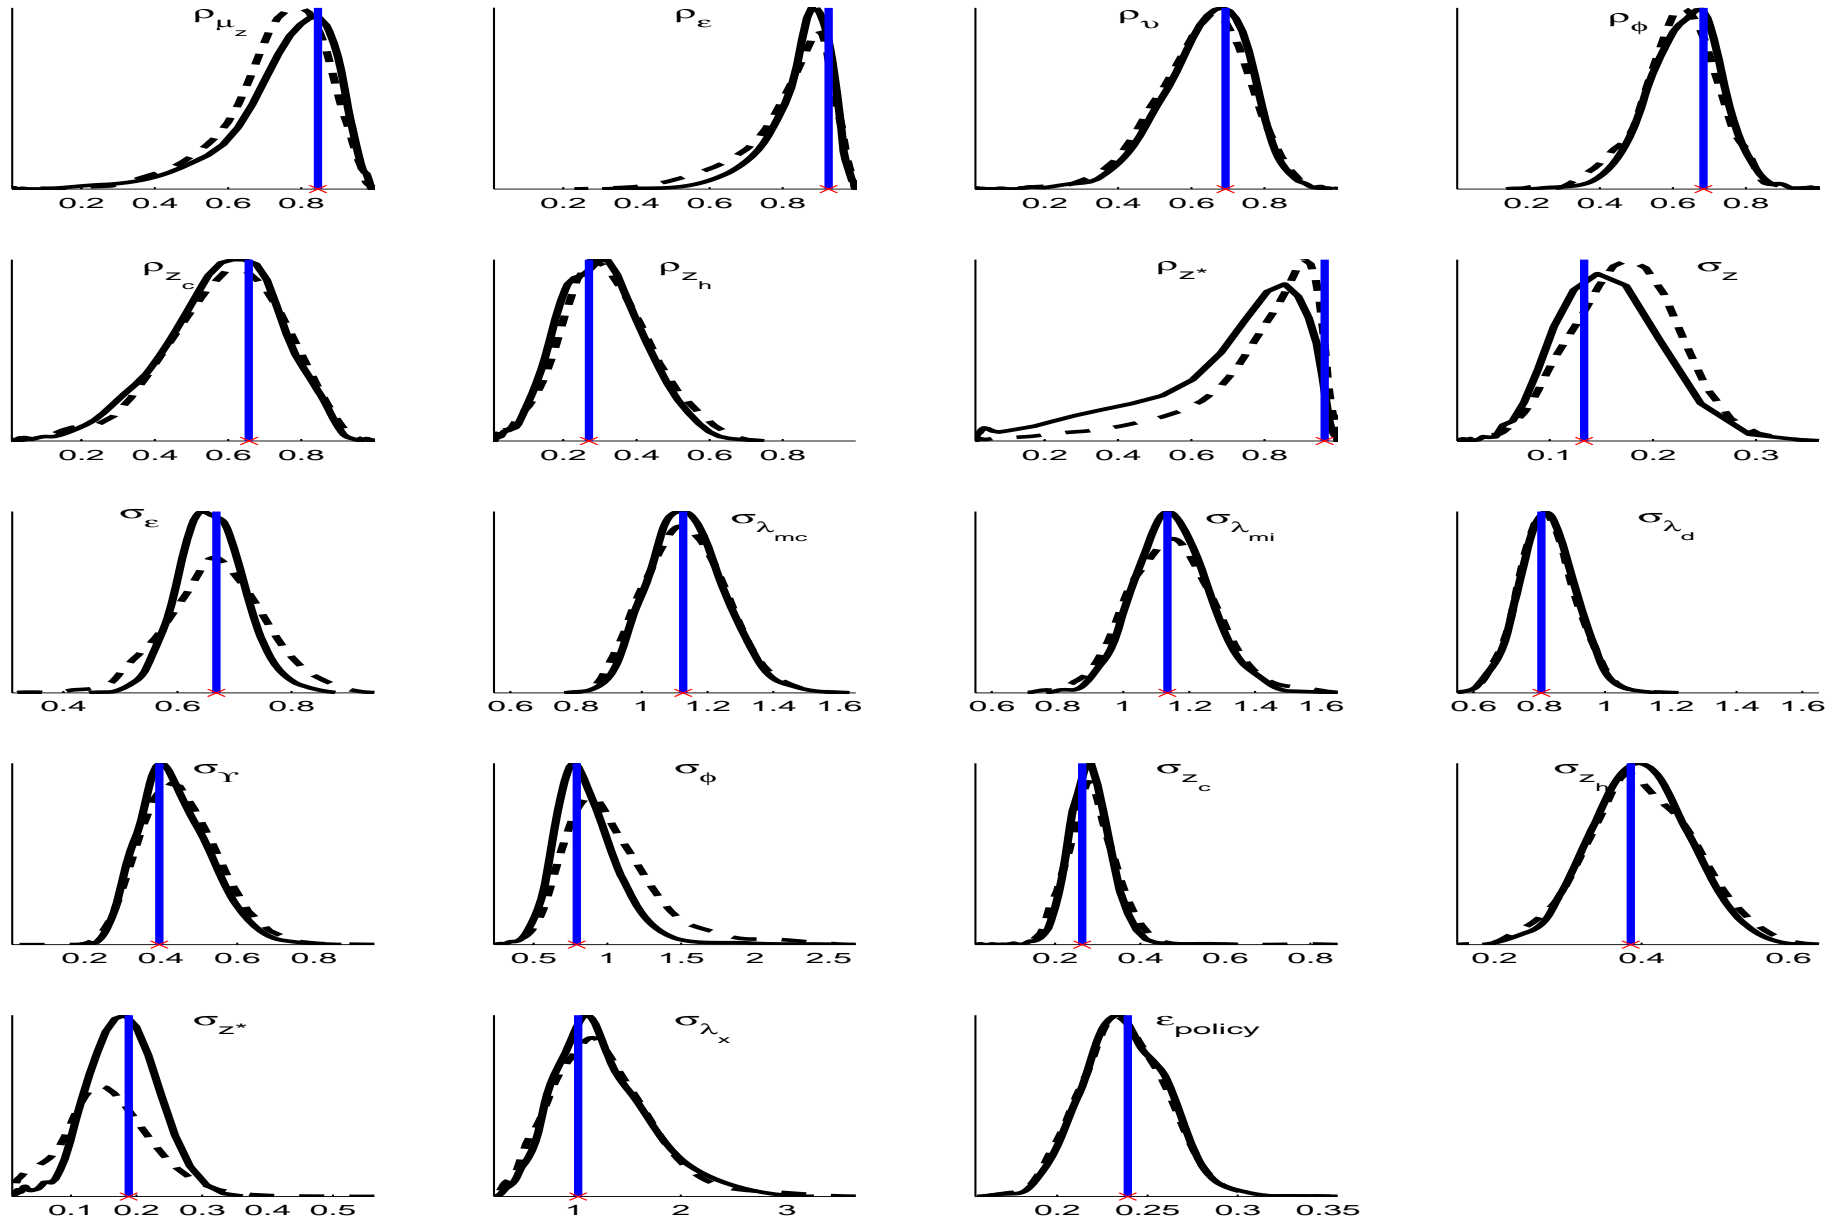 ρμz ρε ρυ ρϕ
0.2 0.4 0.6 0.8 0.2 0.4 0.6 0.8 0.2 0.4 0.6 0.8 0.2 0.4 0.6 0.8
ρzc ρzh ρz* σz
0.2 0.4 0.6 0.8 0.2 0.4 0.6 0.8 0.2 0.4 0.6 0.8 0.1 0.2 0.3
σε σλmc σλmi σλd
0.4 0.6 0.8 0.6 0.8 1 1.2 1.4 1.6 0.6 0.8 1 1.2 1.4 1.6 0.6 0.8 1 1.2 1.4 1.6
σϒ σϕ σzc σzh
0.2 0.4 0.6 0.8 0.5 1 1.5 2 2.5 0.2 0.4 0.6 0.8 0.2 0.4 0.6
σz* σλx εpolicy
0.1 0.2 0.3 0.4 0.5 1 2 3 0.2 0.25 0.3 0.35